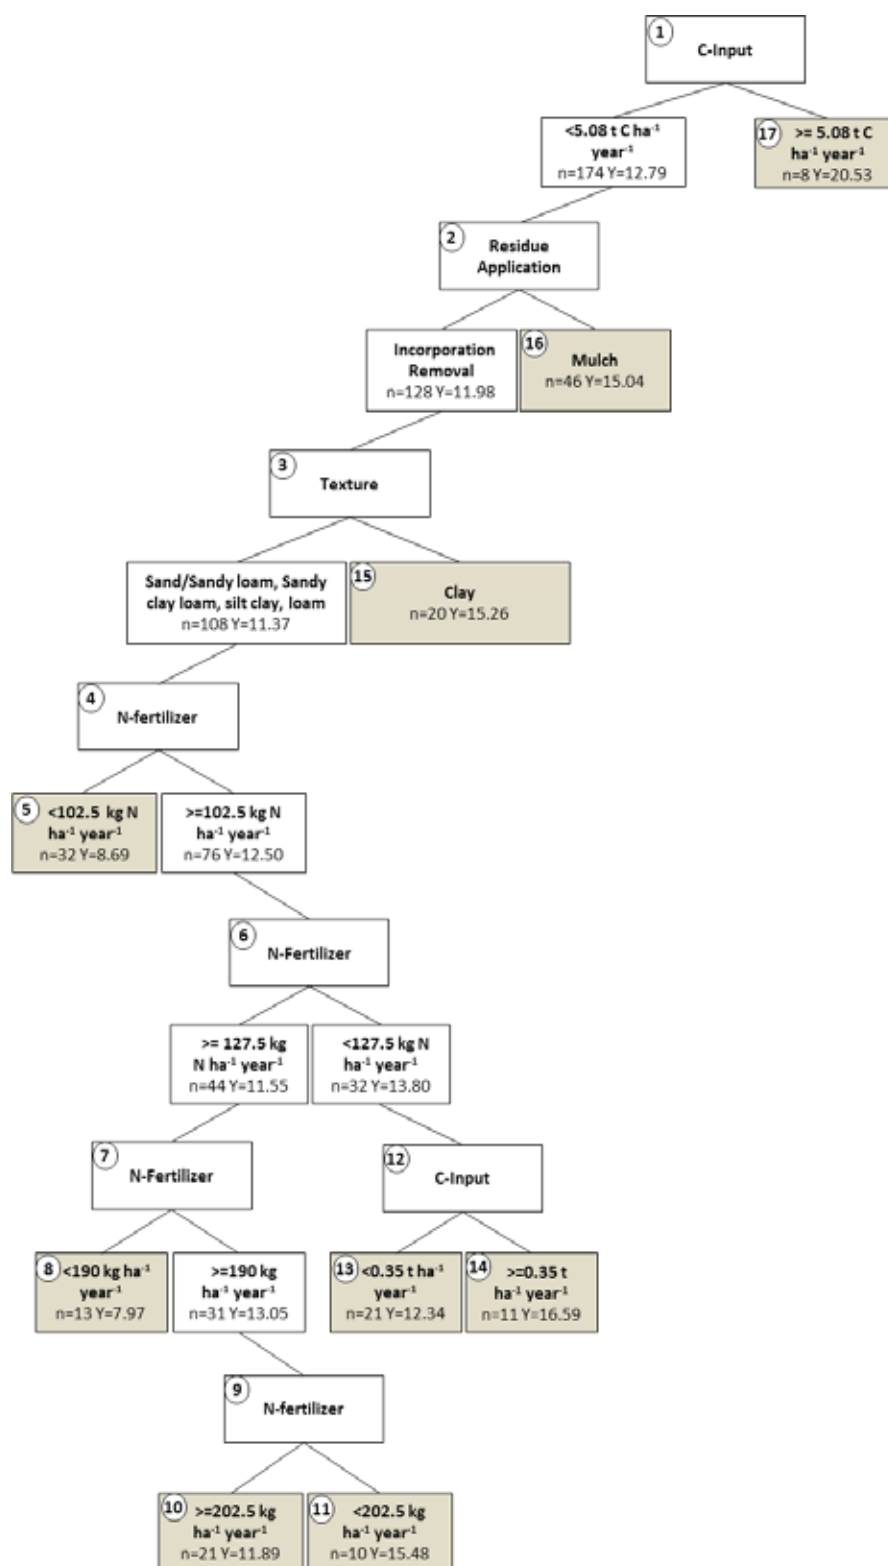 1
C-Input
<5.08 t C ha⁻¹
year⁻¹
n=174 Y=12.79
17
>= 5.08 t C
ha⁻¹ year⁻¹
n=8 Y=20.53
2
Residue
Application
Incorporation
Removal
n=128 Y=11.98
16
Mulch
n=46 Y=15.04
3
Texture
Sand/Sandy loam, Sandy
clay loam, silt clay, loam
n=108 Y=11.37
15
Clay
n=20 Y=15.26
4
N-fertilizer
5
<102.5 kg N
ha⁻¹ year⁻¹
n=32 Y=8.69
>=102.5 kg N
ha⁻¹ year⁻¹
n=76 Y=12.50
6
N-Fertilizer
>= 127.5 kg
N ha⁻¹ year⁻¹
n=44 Y=11.55
<127.5 kg N
ha⁻¹ year⁻¹
n=32 Y=13.80
7
N-Fertilizer
12
C-Input
8
<190 kg ha⁻¹
year⁻¹
n=13 Y=7.97
>=190 kg
ha⁻¹ year⁻¹
n=31 Y=13.05
13
<0.35 t ha⁻¹
year⁻¹
n=21 Y=12.34
14
>=0.35 t
ha⁻¹ year⁻¹
n=11 Y=16.59
9
N-fertilizer
10
>=202.5 kg
ha⁻¹ year⁻¹
n=21 Y=11.89
11
<202.5 kg
ha⁻¹ year⁻¹
n=10 Y=15.48